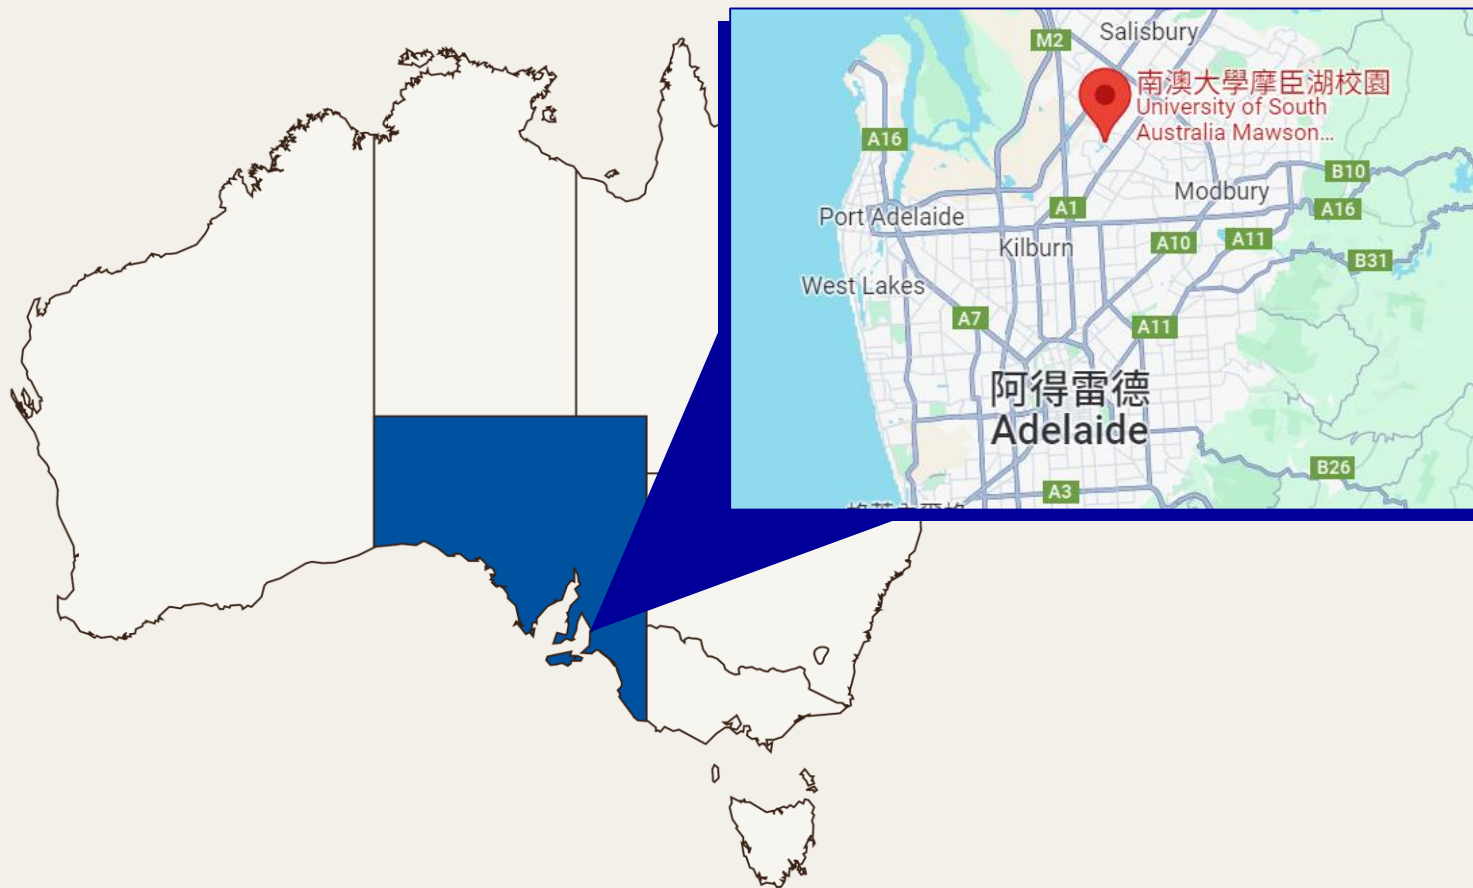 Salisbury
M2
南澳大學摩臣湖校園
University of South
Australia Mawson...
A16
B10
Modbury
A1
A16
Port Adelaide
A10
A11
Kilburn
B31
West Lakes
A7
A11
阿得雷德
Adelaide
B26
A3